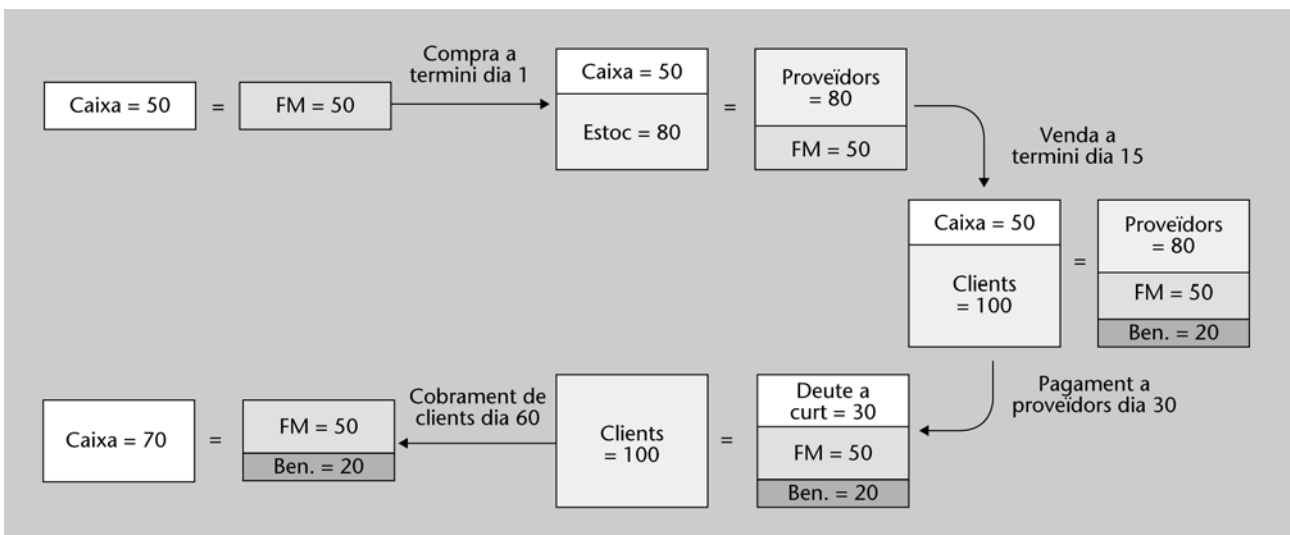 Caixa = 50
=
FM = 50
Compra a
termini dia 1
Caixa = 50
Estoc = 80
=
Proveïdors
= 80
FM = 50
Venda a
termini dia 15
Caixa = 50
Clients
= 100
=
Proveïdors
= 80
FM = 50
Ben. = 20
Pagament a
proveïdors dia 30
Deute a
curt = 30
FM = 50
Ben. = 20
=
Clients
= 100
Cobrament de
clients dia 60
FM = 50
Ben. = 20
=
Caixa = 70